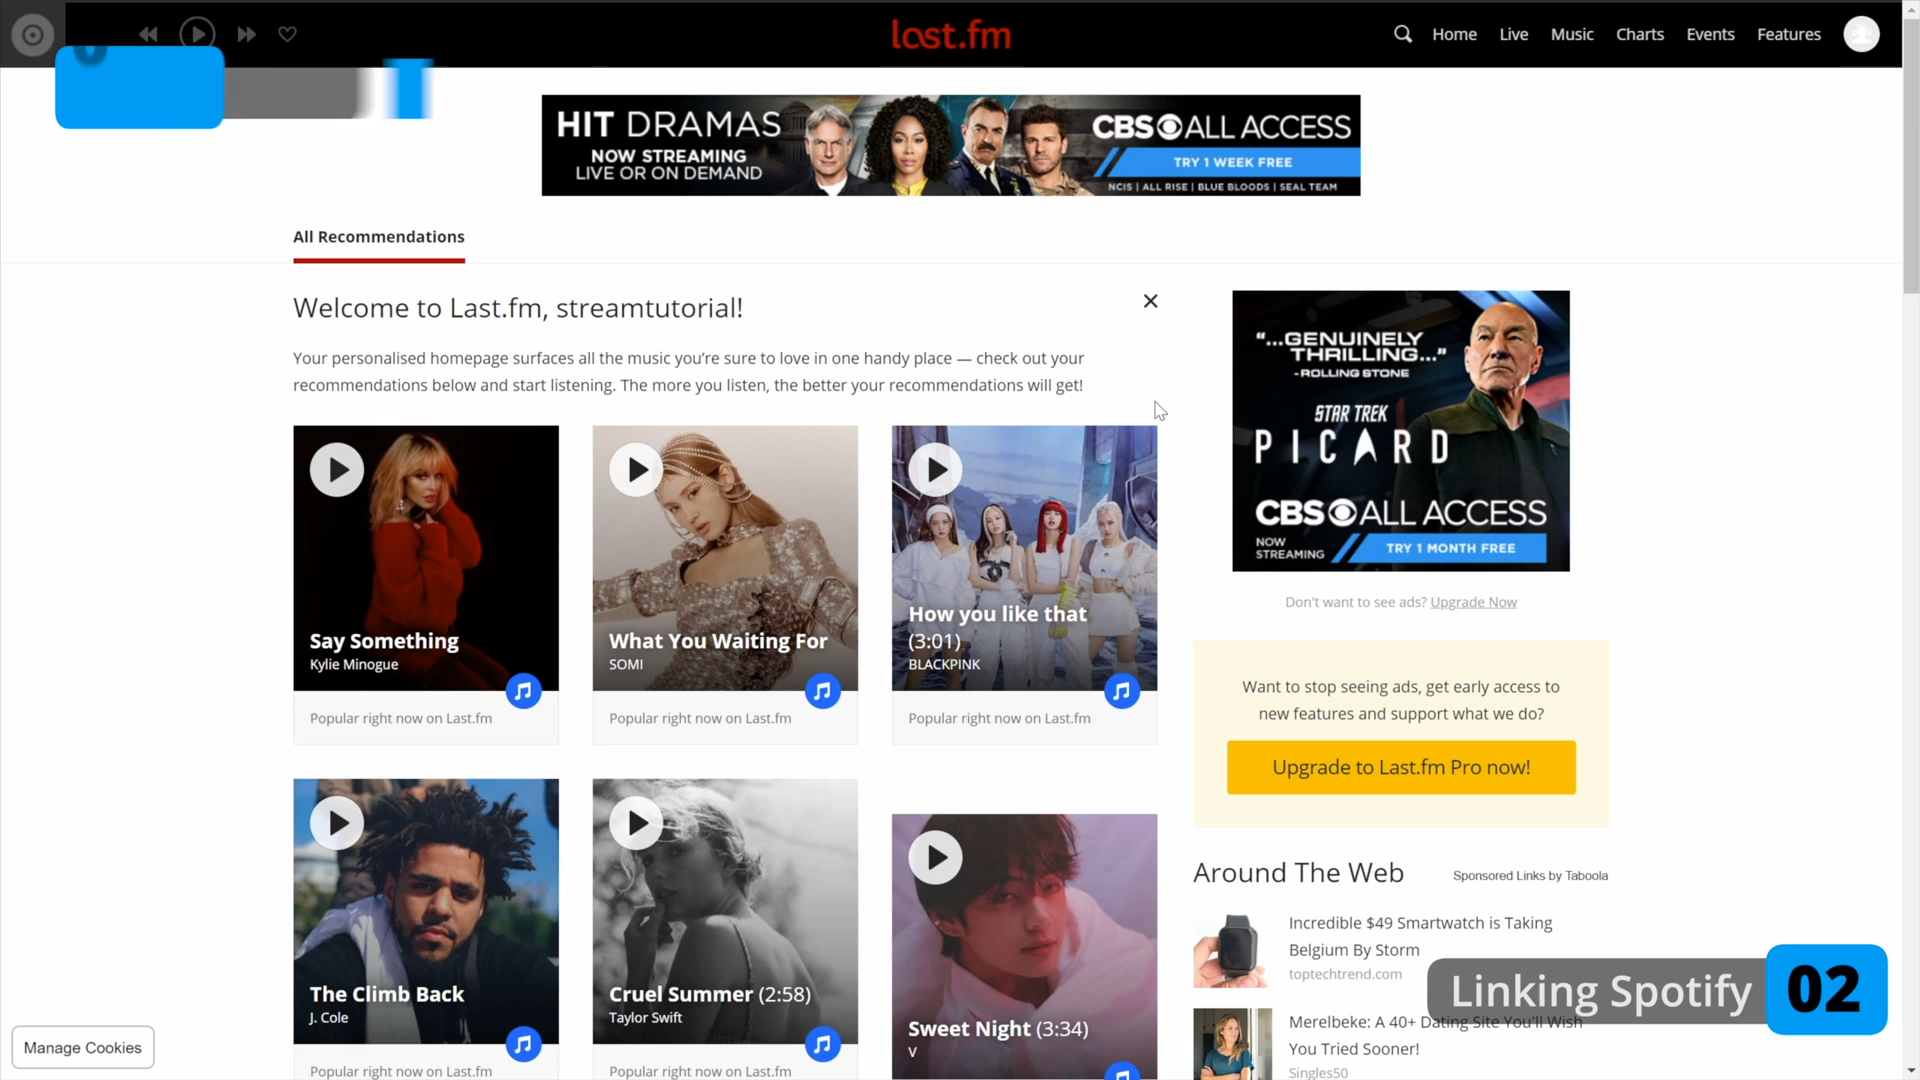 last.fm
Home Live Music Charts Events Features
HIT DRAMAS
NOW STREAMING
LIVE OR ON DEMAND
CBS ALL ACCESS
TRY 1 WEEK FREE
NCIS | ALL RISE | BLUE BLOODS | SEAL TEAM
All Recommendations
Welcome to Last.fm, streamtutorial!
Your personalised homepage surfaces all the music you’re sure to love in one handy place — check out your
recommendations below and start listening. The more you listen, the better your recommendations will get!
Say Something
Kylie Minogue
Popular right now on Last.fm
What You Waiting For
SOMI
Popular right now on Last.fm
How you like that
(3:01)
BLACKPINK
Popular right now on Last.fm
The Climb Back
J. Cole
Popular right now on Last.fm
Cruel Summer (2:58)
Taylor Swift
Popular right now on Last.fm
Sweet Night (3:34)
V
“...GENUINELY
THRILLING...”
-ROLLING STONE
STAR TREK
PICARD
CBS ALL ACCESS
NOW
STREAMING
TRY 1 MONTH FREE
Don't want to see ads? Upgrade Now
Want to stop seeing ads, get early access to
new features and support what we do?
Upgrade to Last.fm Pro now!
Around The Web
Sponsored Links by Taboola
Incredible $49 Smartwatch is Taking
Belgium By Storm
toptechtrend.com
Merelbeke: A 40+ Dating Site You'll Wish
You Tried Sooner!
Singles50
Linking Spotify 02
Manage Cookies